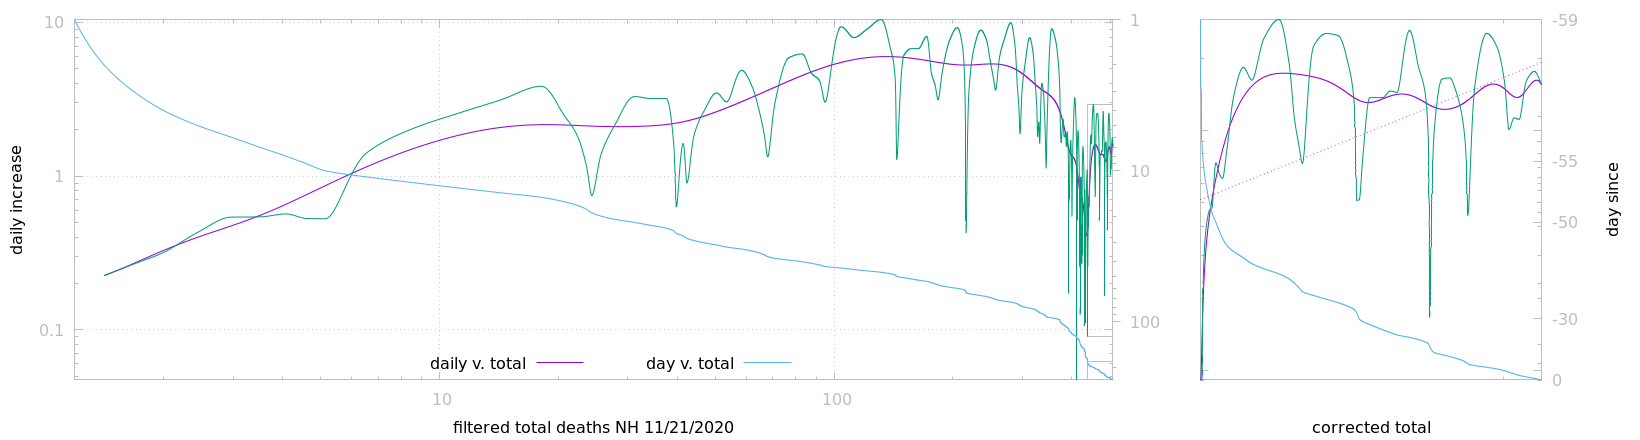 10
1
0.1
daily increase
daily v. total
day v. total
10
100
filtered total deaths NH 11/21/2020
1
10
100
-59
-55
-50
-30
0
day since
corrected total